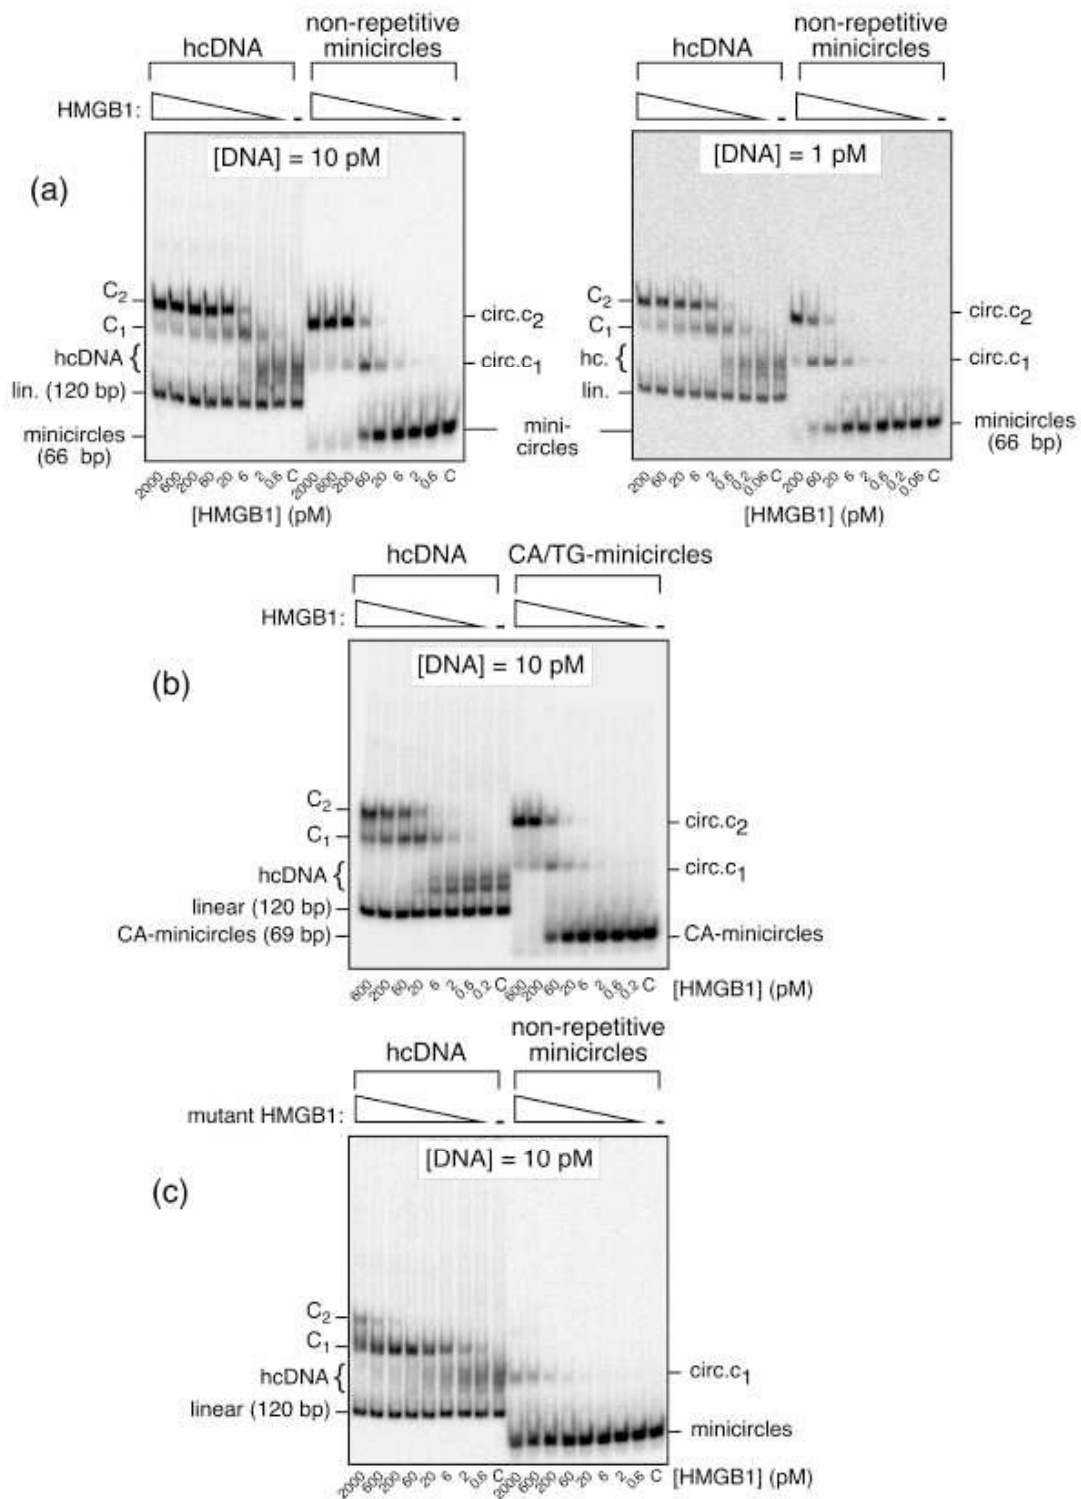 hcDNA
non-repetitive
minicircles
HMGB1:
[DNA] = 10 pM
(a)
C2
C1
hcDNA {
lin. (120 bp)
minicircles
(66 bp)
circ.c2
circ.c1
mini-
circles
2000 600 200 60 20 6 2 0.6 C 2000 600 200 60 20 6 2 0.6 C
[HMGB1] (pM)
hcDNA
non-repetitive
minicircles
[DNA] = 1 pM
C2
C1
hc. {
lin.
circ.c2
circ.c1
minicircles
(66 bp)
200 60 20 6 2 0.6 0.2 0.06 C 200 60 20 6 2 0.6 0.2 0.06 C
[HMGB1] (pM)
hcDNA
CA/TG-minicircles
HMGB1:
[DNA] = 10 pM
(b)
C2
C1
hcDNA {
linear (120 bp)
CA-minicircles (69 bp)
circ.c2
circ.c1
CA-minicircles
600 200 60 20 6 2 0.6 0.2 C 600 200 60 20 6 2 0.6 0.2 C [HMGB1] (pM)
hcDNA
non-repetitive
minicircles
mutant HMGB1:
[DNA] = 10 pM
(c)
C2
C1
hcDNA {
linear (120 bp)
circ.c1
minicircles
2000 600 200 60 20 6 2 0.6 C 2000 600 200 60 20 6 2 0.6 C [HMGB1] (pM)